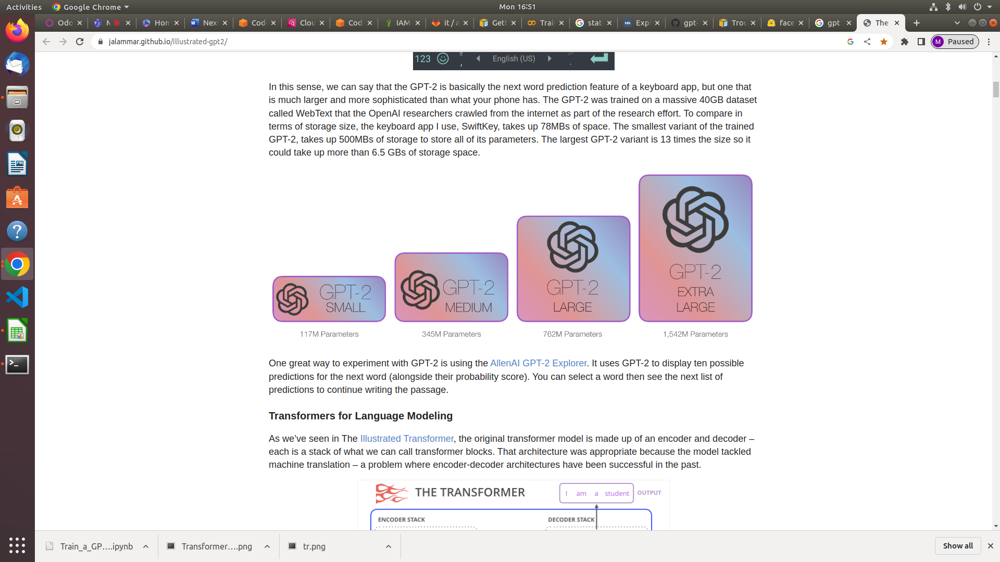 Activities
Google Chrome
Mon 16:51
Odo
Hon
W Nex
Cod
Clou
Cod
IAM
it / a
Gett
Trai
stat
tds Expl
gpt-
Trou
face
gpt
The
jalammar.github.io/illustrated-gpt2/
M Paused
123
English (US)
In this sense, we can say that the GPT-2 is basically the next word prediction feature of a keyboard app, but one that
is much larger and more sophisticated than what your phone has. The GPT-2 was trained on a massive 40GB dataset
called WebText that the OpenAI researchers crawled from the internet as part of the research effort. To compare in
terms of storage size, the keyboard app I use, SwiftKey, takes up 78MBs of space. The smallest variant of the trained
GPT-2, takes up 500MBs of storage to store all of its parameters. The largest GPT-2 variant is 13 times the size so it
could take up more than 6.5 GBs of storage space.
GPT-2
SMALL
GPT-2
MEDIUM
GPT-2
LARGE
GPT-2
EXTRA
LARGE
117M Parameters
345M Parameters
762M Parameters
1,542M Parameters
One great way to experiment with GPT-2 is using the AllenAI GPT-2 Explorer. It uses GPT-2 to display ten possible
predictions for the next word (alongside their probability score). You can select a word then see the next list of
predictions to continue writing the passage.
Transformers for Language Modeling
As we’ve seen in The Illustrated Transformer, the original transformer model is made up of an encoder and decoder –
each is a stack of what we can call transformer blocks. That architecture was appropriate because the model tackled
machine translation – a problem where encoder-decoder architectures have been successful in the past.
THE TRANSFORMER
I am a student
OUTPUT
ENCODER STACK
DECODER STACK
Train_a_GP....ipynb
Transformer....png
tr.png
Show all